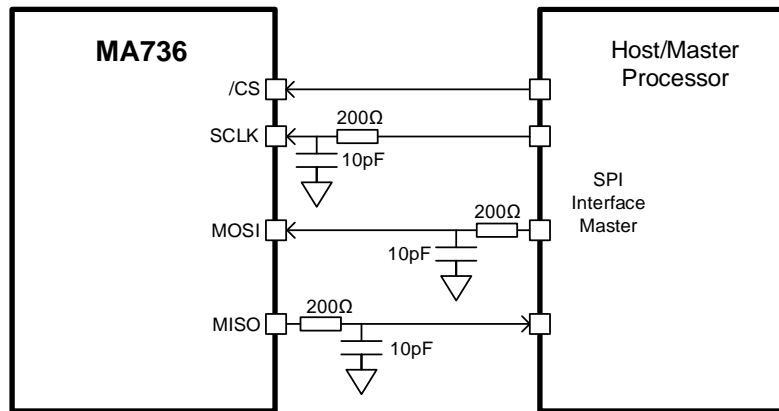 MA736
Host/Master
Processor
/CS
200Ω
SCLK
10pF
SPI
Interface
Master
200Ω
MOSI
10pF
200Ω
MISO
10pF